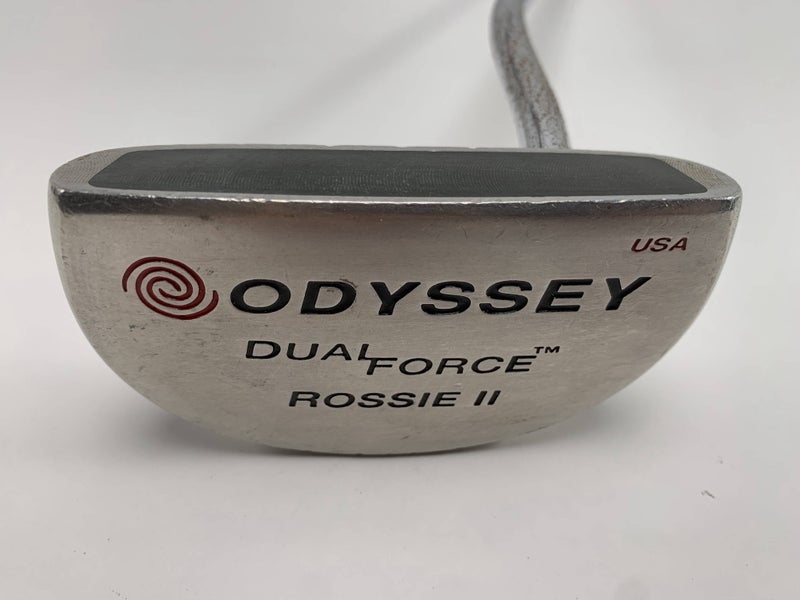 USA
ODYSSEY
DUAL FORCE™
ROSSIE II